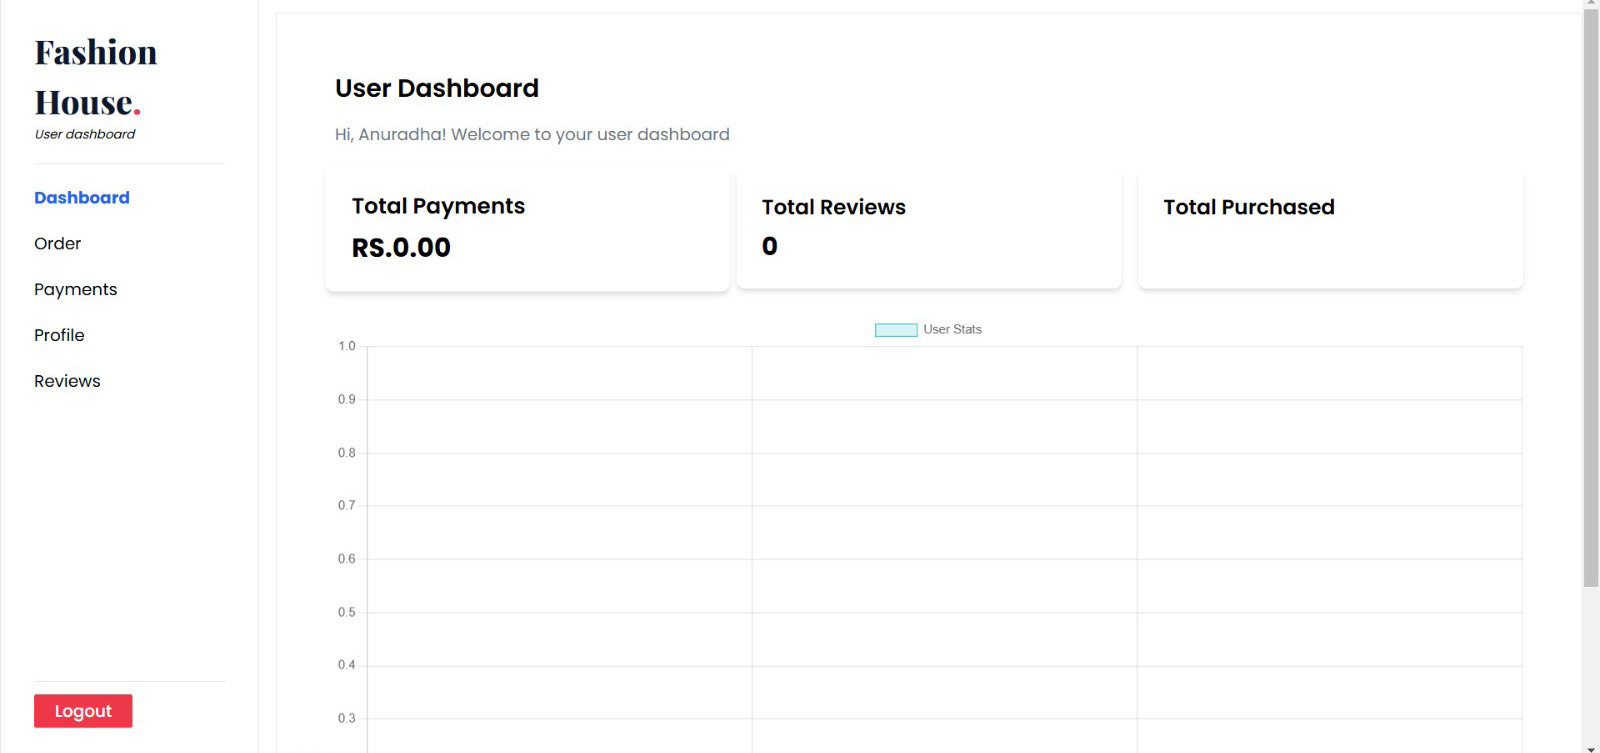 Fashion
House.
User dashboard
Dashboard
Order
Payments
Profile
Reviews
Logout
User Dashboard
Hi, Anuradha! Welcome to your user dashboard
Total Payments
RS.0.00
Total Reviews
0
Total Purchased
User Stats
1.0
0.9
0.8
0.7
0.6
0.5
0.4
0.3